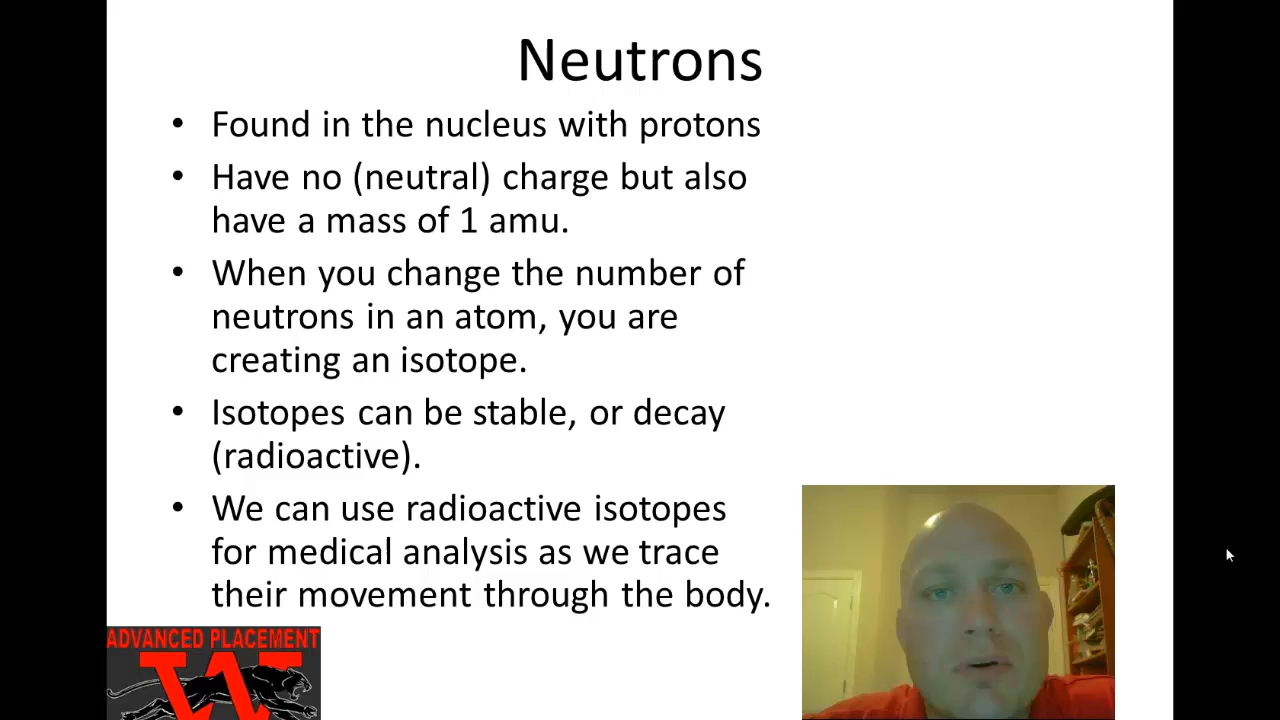 Neutrons
• Found in the nucleus with protons
• Have no (neutral) charge but also
have a mass of 1 amu.
• When you change the number of
neutrons in an atom, you are
creating an isotope.
• Isotopes can be stable, or decay
(radioactive).
• We can use radioactive isotopes
for medical analysis as we trace
their movement through the body.
ADVANCED PLACEMENT
W